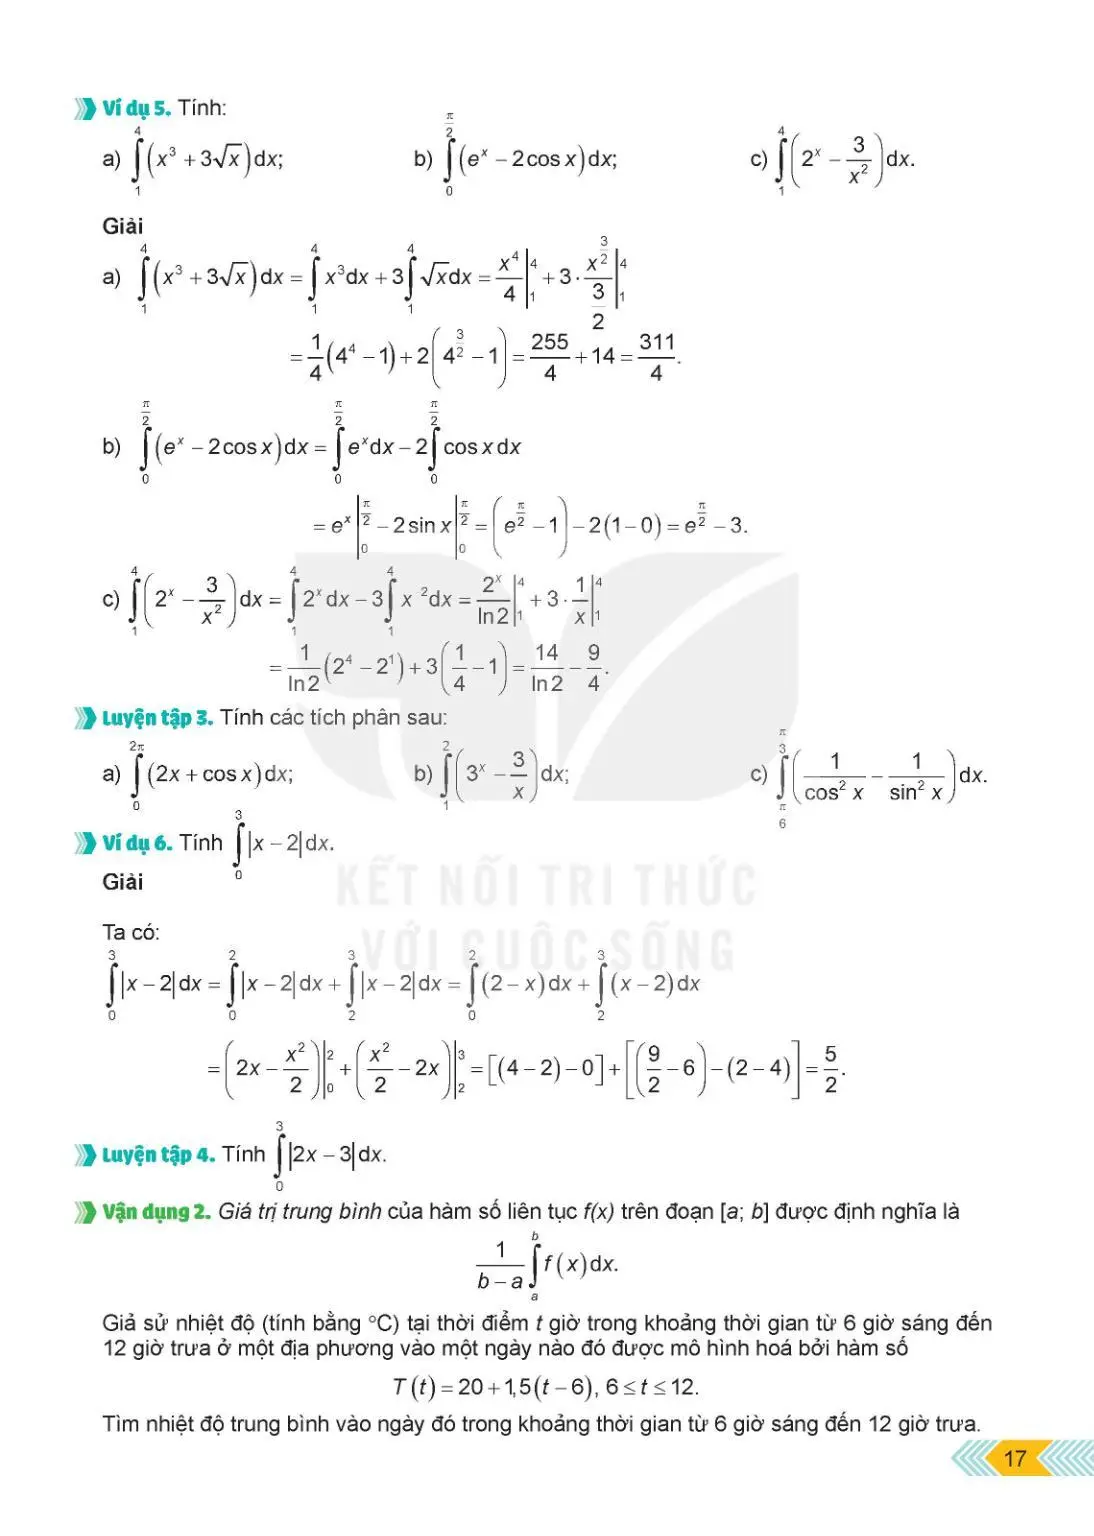 Ví dụ 5. Tính:
a) ∫₁⁴ (x³ + 3√x) dx; b) ∫₀^{π/2} (eˣ − 2cos x) dx; c) ∫₁⁴ (2ˣ − 3/x²) dx.
Giải
a) ∫₁⁴ (x³ + 3√x) dx = ∫₁⁴ x³dx + 3∫₁⁴ √x dx = x⁴/4 |₁⁴ + 3 · x^{3/2}/(3/2) |₁⁴
= 1/4 (4⁴ − 1) + 2(4^{3/2} − 1) = 255/4 + 14 = 311/4.
b) ∫₀^{π/2} (eˣ − 2cos x) dx = ∫₀^{π/2} eˣdx − 2∫₀^{π/2} cos x dx
= eˣ |₀^{π/2} − 2 sin x |₀^{π/2} = (e^{π/2} − 1) − 2(1 − 0) = e^{π/2} − 3.
c) ∫₁⁴ (2ˣ − 3/x²) dx = ∫₁⁴ 2ˣ dx − 3∫₁⁴ x ²dx = 2ˣ/ln2 |₁⁴ + 3 · 1/x |₁⁴
= 1/ln2 (2⁴ − 2¹) + 3(1/4 − 1) = 14/ln2 − 9/4.
Luyện tập 3. Tính các tích phân sau:
a) ∫₀^{2π} (2x + cos x) dx; b) ∫₁² (3ˣ − 3/x) dx; c) ∫_{π/6}^{π/3} (1/cos² x − 1/sin² x) dx.
Ví dụ 6. Tính ∫₀³ |x − 2| dx.
Giải
KẾT NỐI TRI THỨC
Ta có:
VỚI CUỘC SỐNG
∫₀³ |x − 2| dx = ∫₀² |x − 2| dx + ∫₂³ |x − 2| dx = ∫₀² (2 − x) dx + ∫₂³ (x − 2) dx
= (2x − x²/2) |₀² + (x²/2 − 2x) |₂³ = [(4 − 2) − 0] + [(9/2 − 6) − (2 − 4)] = 5/2.
Luyện tập 4. Tính ∫₀³ |2x − 3| dx.
Vận dụng 2. Giá trị trung bình của hàm số liên tục f(x) trên đoạn [a; b] được định nghĩa là
1/(b − a) ∫ₐᵇ f(x) dx.
Giả sử nhiệt độ (tính bằng °C) tại thời điểm t giờ trong khoảng thời gian từ 6 giờ sáng đến
12 giờ trưa ở một địa phương vào một ngày nào đó được mô hình hoá bởi hàm số
T(t) = 20 + 1,5(t − 6), 6 ≤ t ≤ 12.
Tìm nhiệt độ trung bình vào ngày đó trong khoảng thời gian từ 6 giờ sáng đến 12 giờ trưa.
17